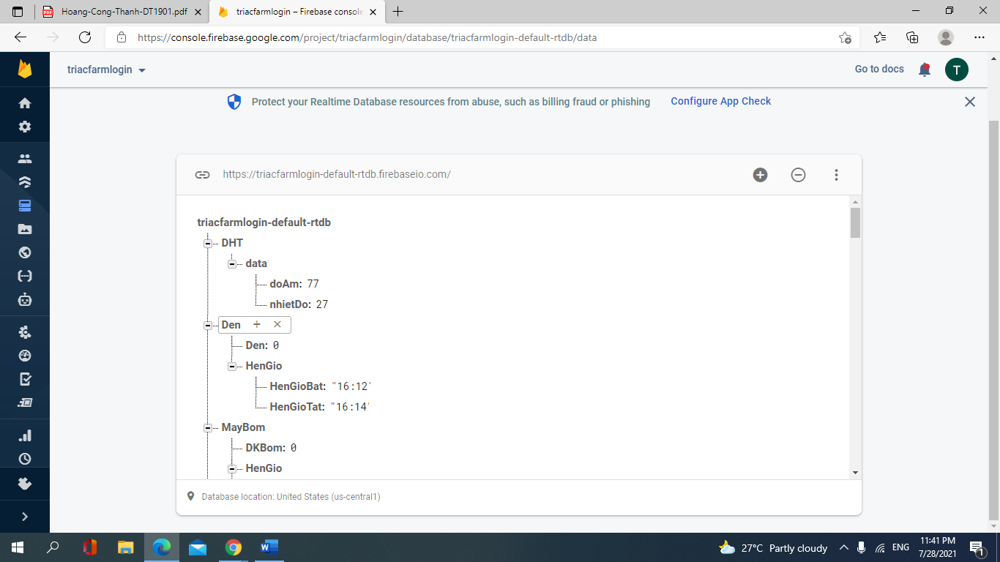 Hoang-Cong-Thanh-DT1901.pdf
triacfarmlogin – Firebase console
https://console.firebase.google.com/project/triacfarmlogin/database/triacfarmlogin-default-rtdb/data
triacfarmlogin
Go to docs
T
Protect your Realtime Database resources from abuse, such as billing fraud or phishing
Configure App Check
https://triacfarmlogin-default-rtdb.firebaseio.com/
triacfarmlogin-default-rtdb
DHT
data
doAm: 77
nhietDo: 27
Den
Den: 0
HenGio
HenGioBat: "16:12"
HenGioTat: "16:14"
MayBom
DKBom: 0
HenGio
Database location: United States (us-central1)
27°C Partly cloudy
ENG
11:41 PM
7/28/2021
1